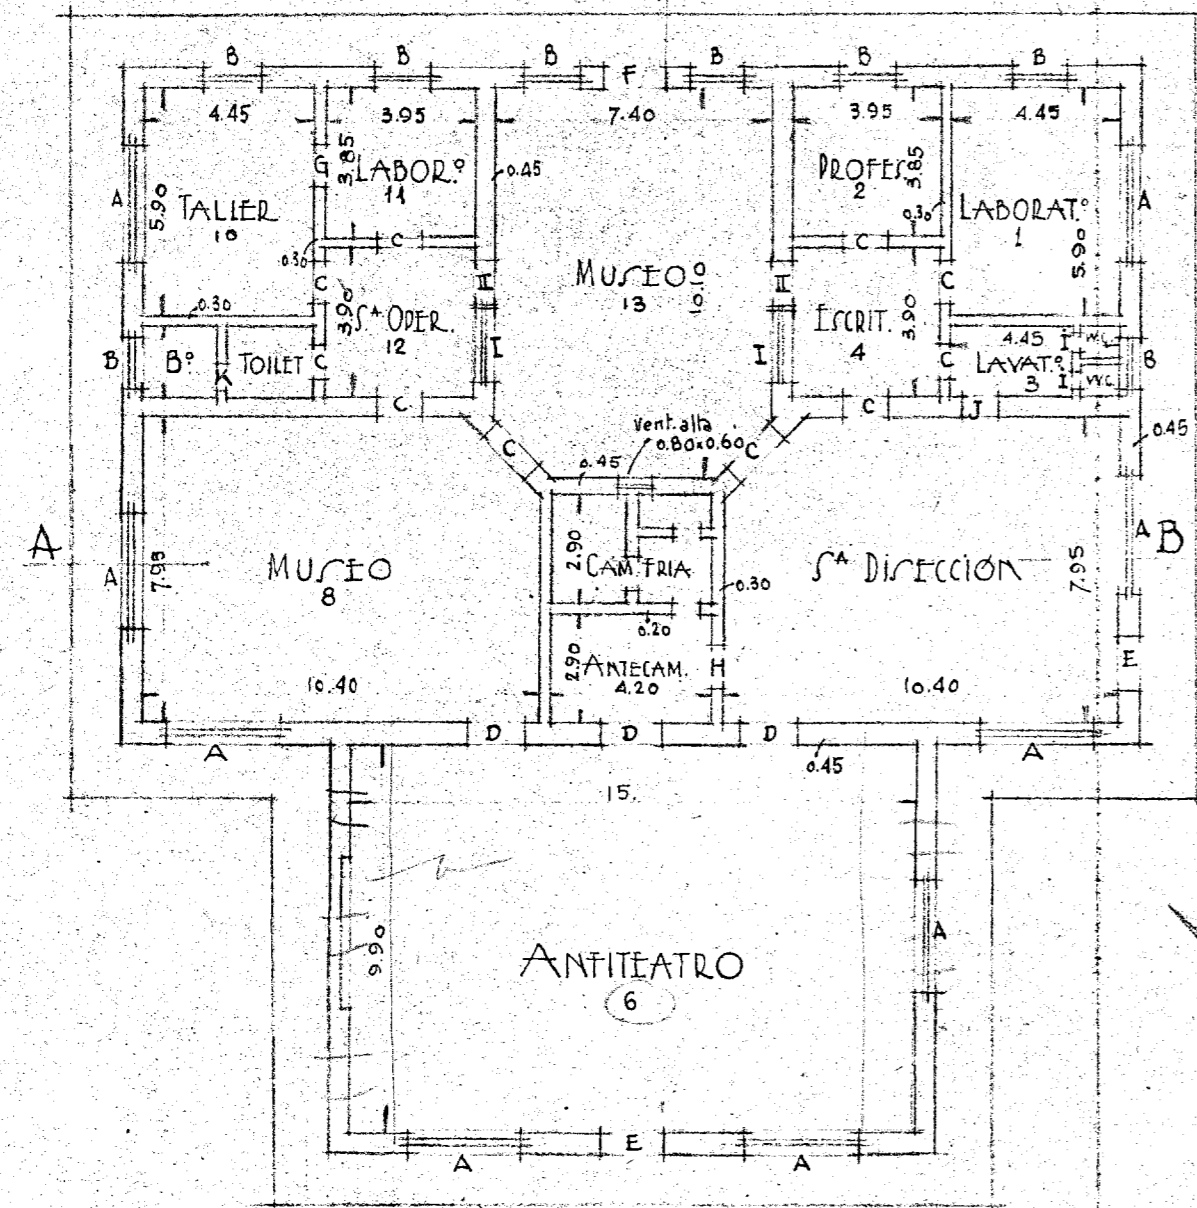 B B B F B B B
4.45 3.95 7.40 3.95 4.45
A
5.90
TALLER
10
G
3.85
LABOR.º
11
0.45
PROFES.
2
3.85
0.30
LABORAT.º
1
5.90
A
0.30
C
C
C
3.90
Sᴬ OPER.
12
II
I
MUSEO
13
II
I
ESCRIT.
4
C
3.90
C
0.30
B
Bº
K
TOILET
C
C
4.45
LAVAT.º
3
I
I
W.C.
W.C.
B
C
C
J
C
Vent. alta
0.80x0.60
0.45
C
C
0.45
A
A
7.95
MUSEO
8
2.90
CAM. FRIA
0.30
Sᴬ DISECCIÓN
7.95
A
B
0.20
2.90
ANTECAM.
4.20
H
E
10.40
10.40
A D D D A
0.45
15.
9.90
ANFITEATRO
6
A
E
A A